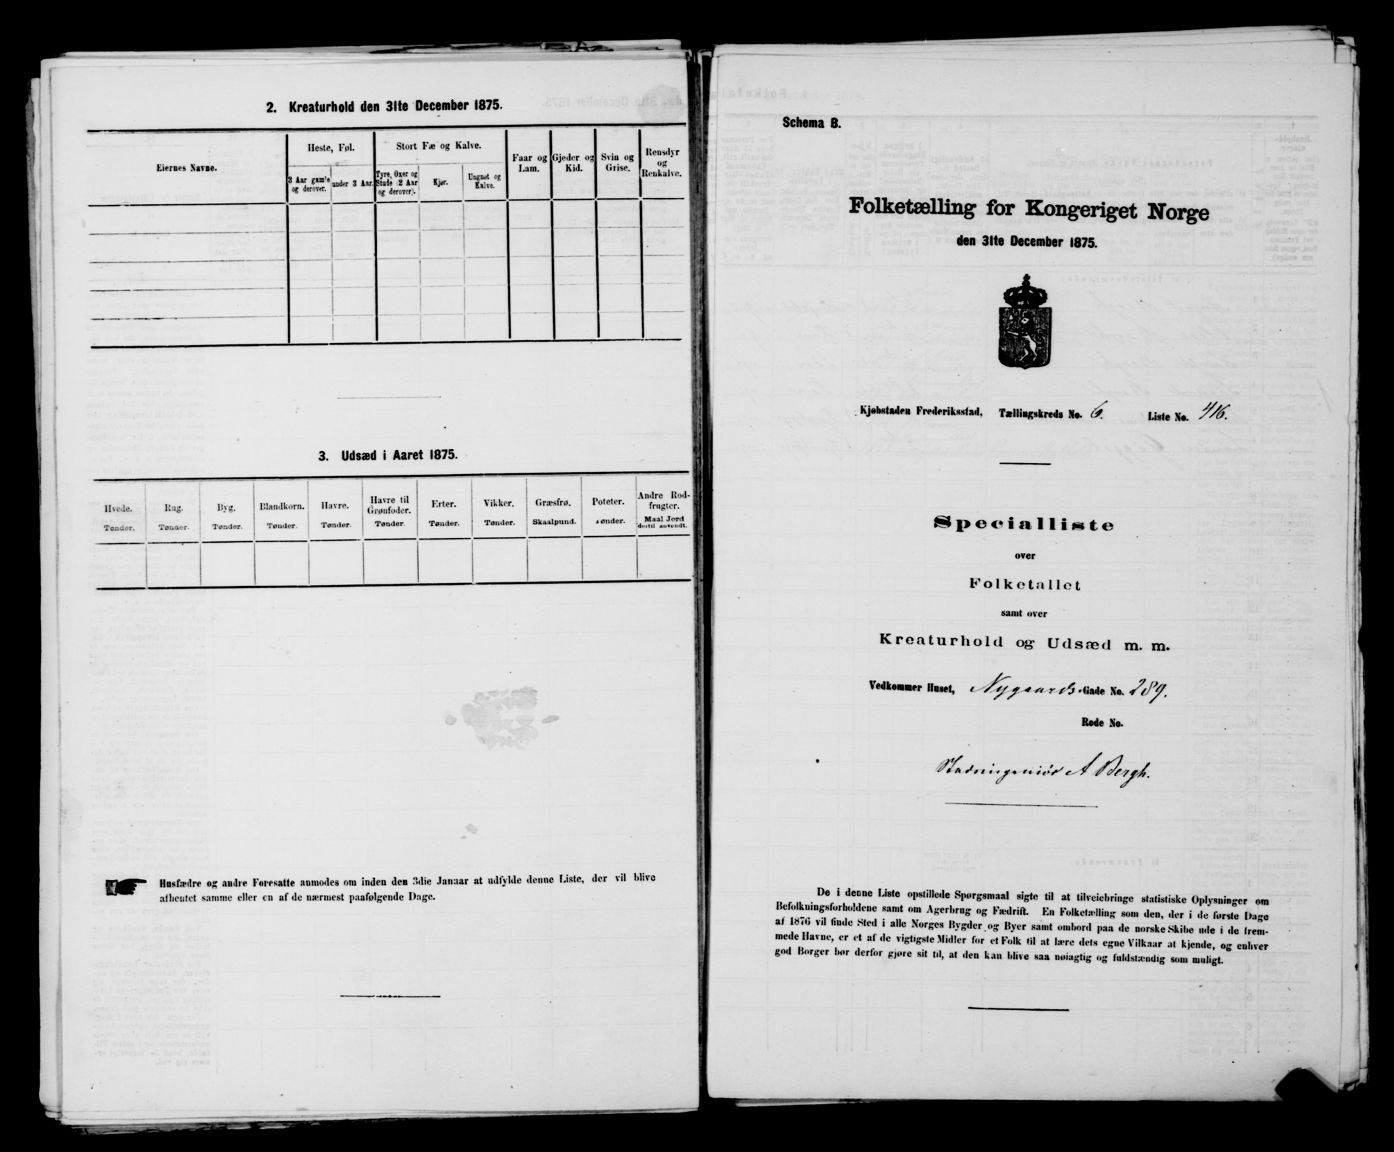 2. Kreaturhold den 31te December 1875.
Eiernes Navne.
Heste, Føl.
3 Aar gam'e og derover.
under 3 Aar.
Stort Fæ og Kalve.
Tyre, Oxer og Stude (2 Aar og derover).
Kjør.
Ungnøt og Kalve.
Faar og Lam.
Gjeder og Kid.
Svin og Grise.
Rensdyr og Renkalve.
3. Udsæd i Aaret 1875.
Hvede. Rug. Byg. Blandkorn. Havre. Havre til Grønfoder. Erter. Vikker. Græsfrø. Poteter. Andre Rodfrugter.
Tønder. Tønder. Tønder. Tønder. Tønder. Tønder. Tønder. Tønder. Skaalpund. Tønder. Maal Jord dertil anvendt.
Husfædre og andre Foresatte anmodes om inden den 3die Januar at udfylde denne Liste, der vil blive
afhentet samme eller en af de nærmest paafølgende Dage.
Schema B.
Folketælling for Kongeriget Norge
den 31te December 1875.
Kjøbstaden Frederiksstad, Tællingskreds No. 6. Liste No. 416.
Specialliste
over
Folketallet
samt over
Kreaturhold og Udsæd m. m.
Vedkommer Huset, Nygaards Gade No. 289.
Rode No.
Stadsingeniør A Bergh.
De i denne Liste opstillede Spørgsmaal sigte til at tilveiebringe statistiske Oplysninger om
Befolkningsforholdene samt om Agerbrug og Fædrift. En Folketælling som den, der i de første Dage
af 1876 vil finde Sted i alle Norges Bygder og Byer samt ombord paa de norske Skibe ude i de frem-
mede Havne, er et af de vigtigste Midler for et Folk til at lære dets egne Vilkaar at kjende, og enhver
god Borger bør derfor gjøre sit til, at den kan blive saa nøiagtig og fuldstændig som muligt.